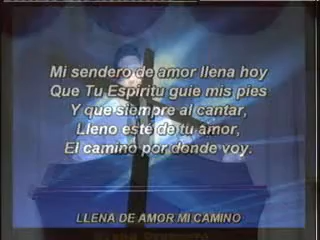 Mi sendero de amor llena hoy
Que Tu Espíritu guie mis pies
Y que siempre al cantar,
Lleno esté de tu amor,
El camino por donde voy.
LLENA DE AMOR MI CAMINO